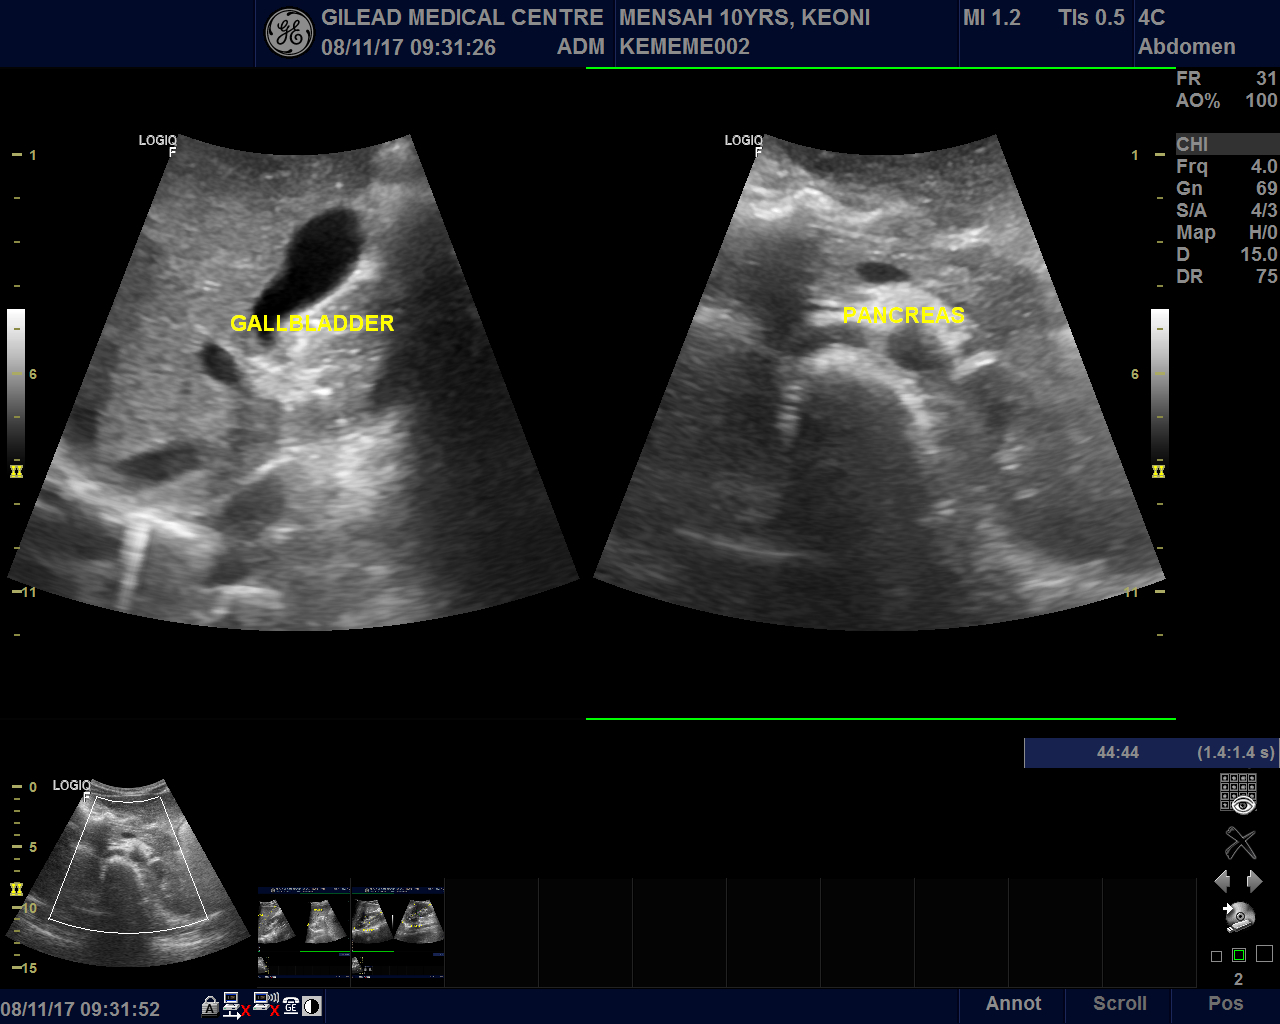 GILEAD MEDICAL CENTRE
08/11/17 09:31:26 ADM
MENSAH 10YRS, KEONI
KEMEME002
MI 1.2 TIs 0.5
4C
Abdomen
FR 31
AO% 100
CHI
Frq 4.0
Gn 69
S/A 4/3
Map H/0
D 15.0
DR 75
LOGIQ
F
1
6
11
GALLBLADDER
LOGIQ
F
1
6
11
PANCREAS
44:44 (1.4:1.4 s)
LOGIQ
F
0
5
10
15
2
08/11/17 09:31:52
GE
Annot Scroll Pos